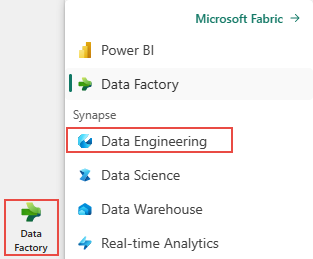 Microsoft Fabric →
Power BI
Data Factory
Synapse
Data Engineering
Data Science
Data Warehouse
Real-time Analytics
Data
Factory